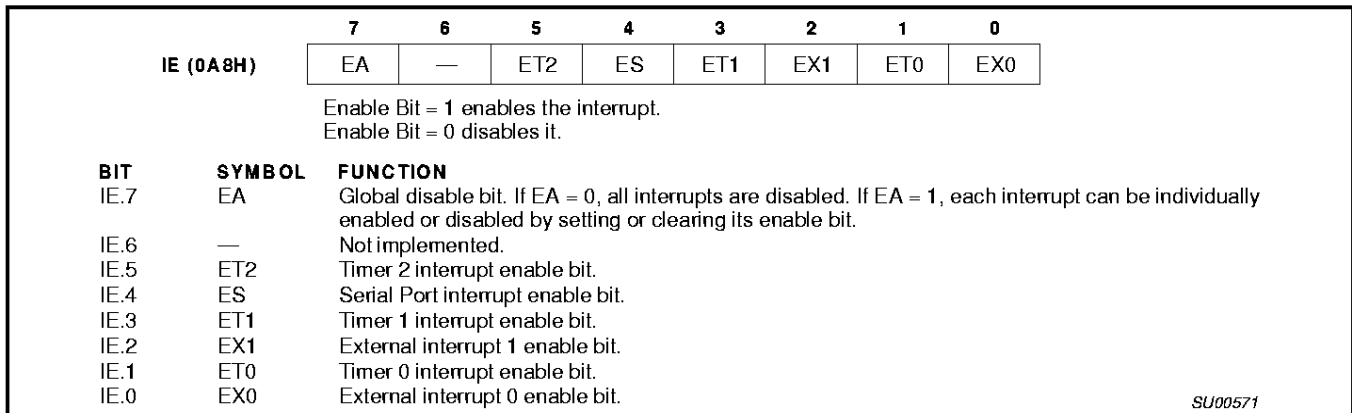 7 6 5 4 3 2 1 0
IE (0A8H) EA — ET2 ES ET1 EX1 ET0 EX0
Enable Bit = 1 enables the interrupt.
Enable Bit = 0 disables it.
BIT SYMBOL FUNCTION
IE.7 EA Global disable bit. If EA = 0, all interrupts are disabled. If EA = 1, each interrupt can be individually
enabled or disabled by setting or clearing its enable bit.
IE.6 — Not implemented.
IE.5 ET2 Timer 2 interrupt enable bit.
IE.4 ES Serial Port interrupt enable bit.
IE.3 ET1 Timer 1 interrupt enable bit.
IE.2 EX1 External interrupt 1 enable bit.
IE.1 ET0 Timer 0 interrupt enable bit.
IE.0 EX0 External interrupt 0 enable bit.
SU00571